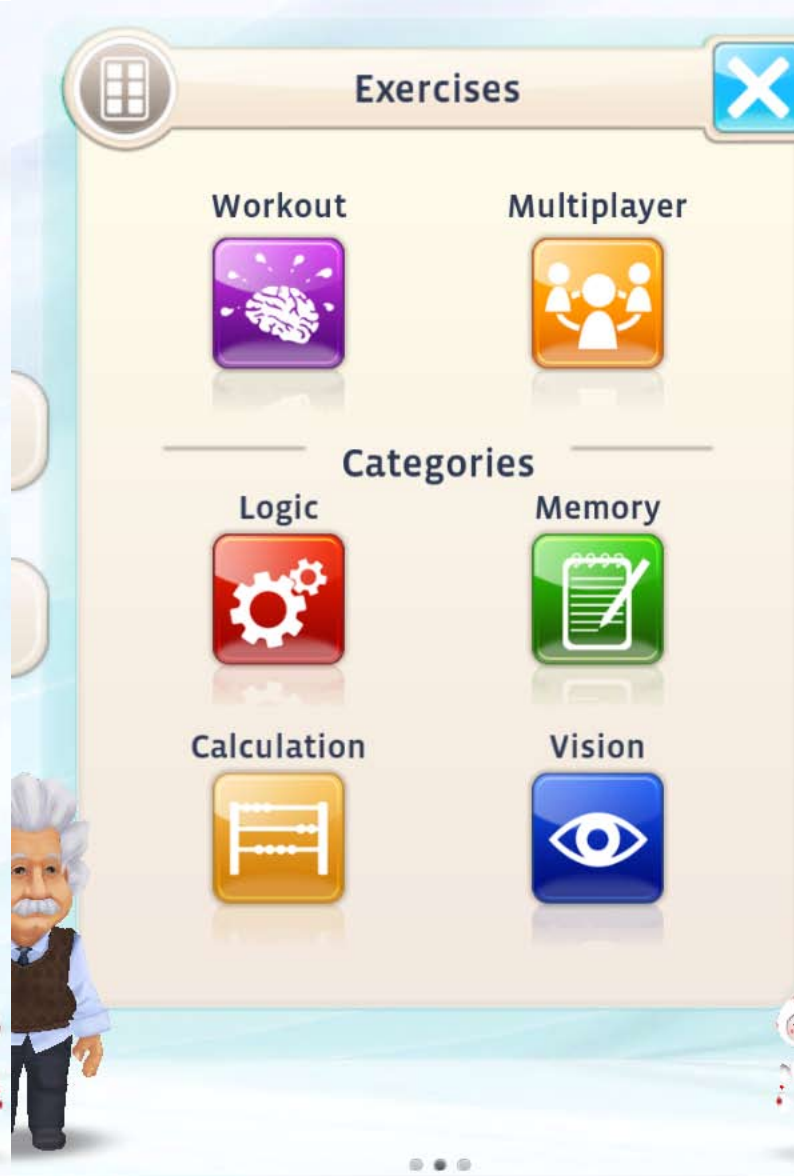 Exercises
Workout Multiplayer
Categories
Logic Memory
Calculation Vision